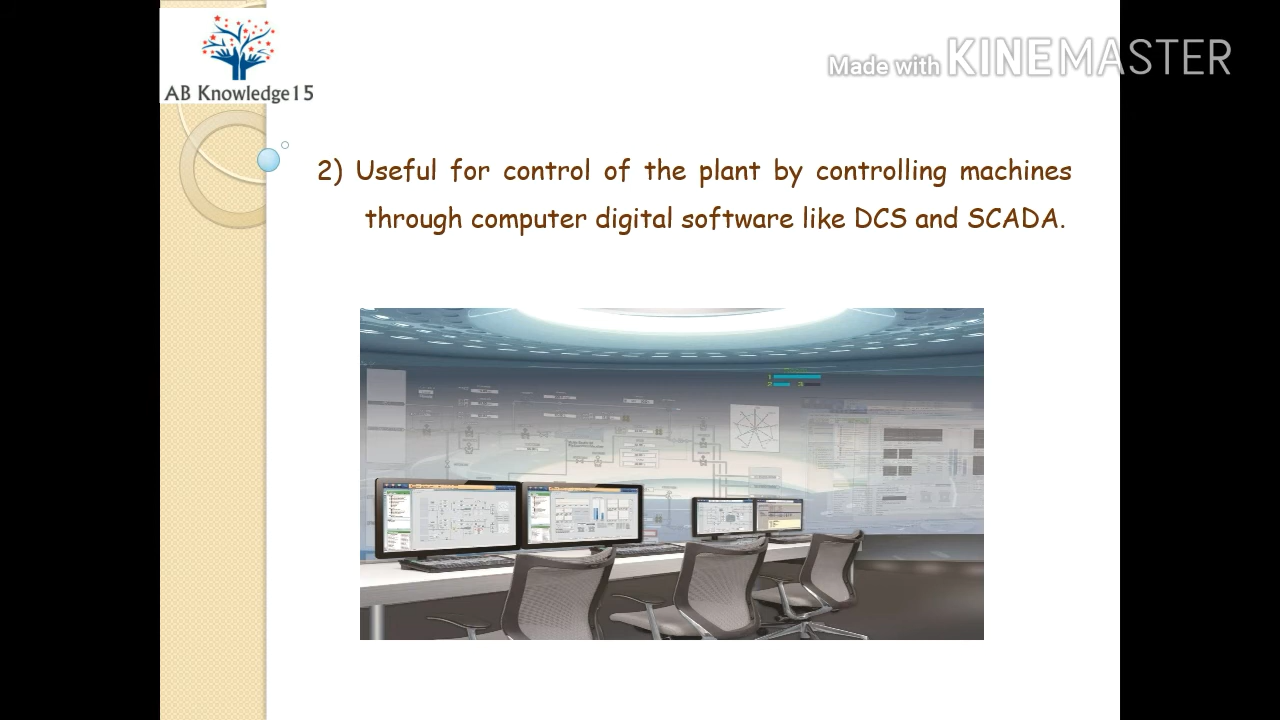 AB Knowledge15
Made with KINEMASTER
2) Useful for control of the plant by controlling machines
through computer digital software like DCS and SCADA.